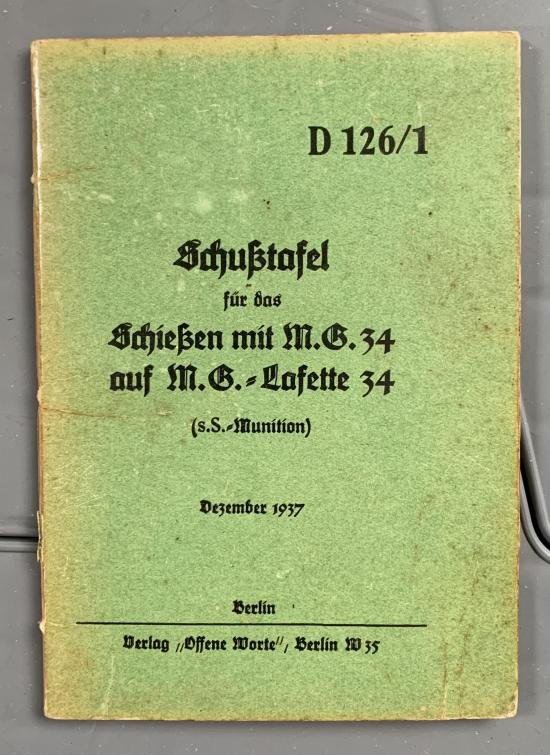 D 126/1
Schußtafel
für das
Schießen mit M.G. 34
auf M.G.-Lafette 34
(s.S.-Munition)
Dezember 1937
Berlin
Verlag „Offene Worte“, Berlin W 35